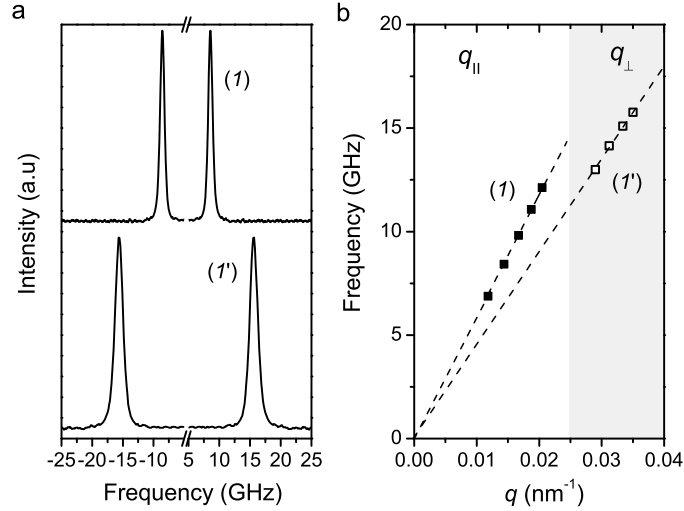 a
(1)
(1')
Intensity (a.u)
-25 -20 -15 -10 5 10 15 20 25
Frequency (GHz)
b
q||
q⊥
(1)
(1')
20
15
10
5
0
Frequency (GHz)
0.00 0.01 0.02 0.03 0.04
q (nm-1)